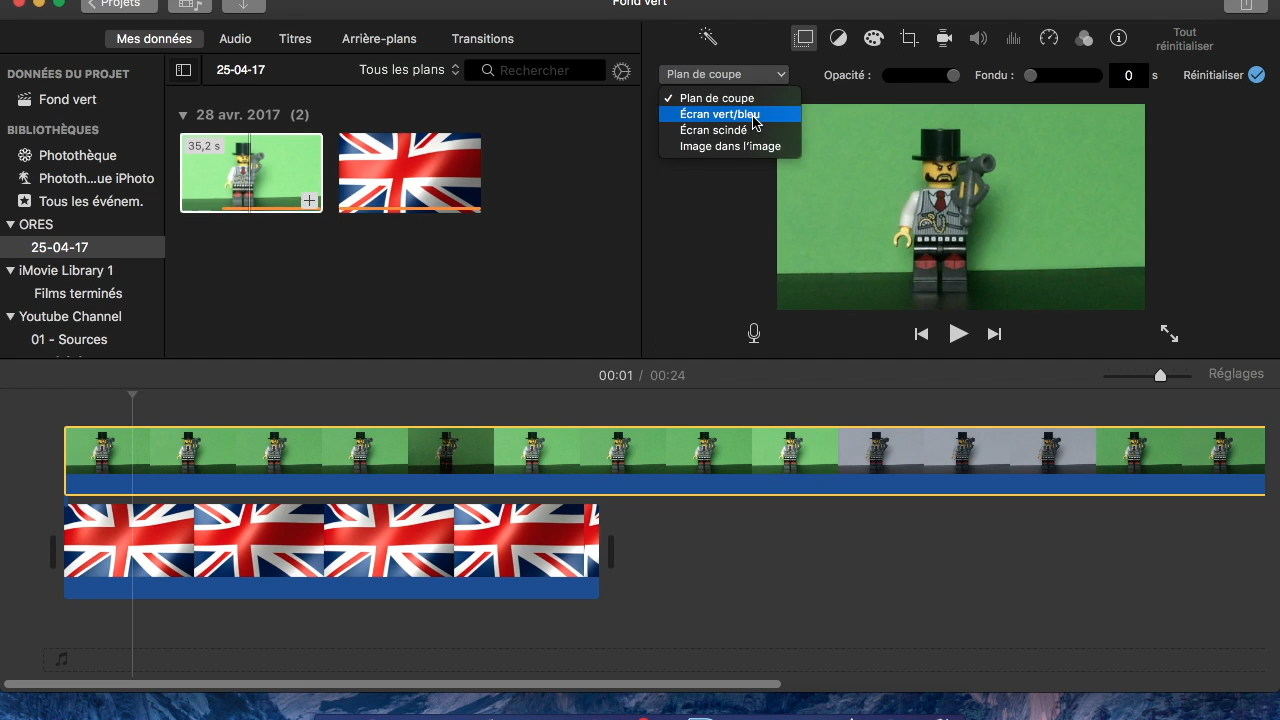 Projets
Fond vert
Mes données
Audio
Titres
Arrière-plans
Transitions
Tout
réinitialiser
DONNÉES DU PROJET
Fond vert
BIBLIOTHÈQUES
Photothèque
Phototh...ue iPhoto
Tous les événem.
ORES
25-04-17
iMovie Library 1
Films terminés
Youtube Channel
01 - Sources
25-04-17
Tous les plans
Rechercher
28 avr. 2017 (2)
35,2 s
Plan de coupe
Opacité :
Fondu :
0 s
Réinitialiser
Plan de coupe
Écran vert/bleu
Écran scindé
Image dans l'image
00:01 / 00:24
Réglages